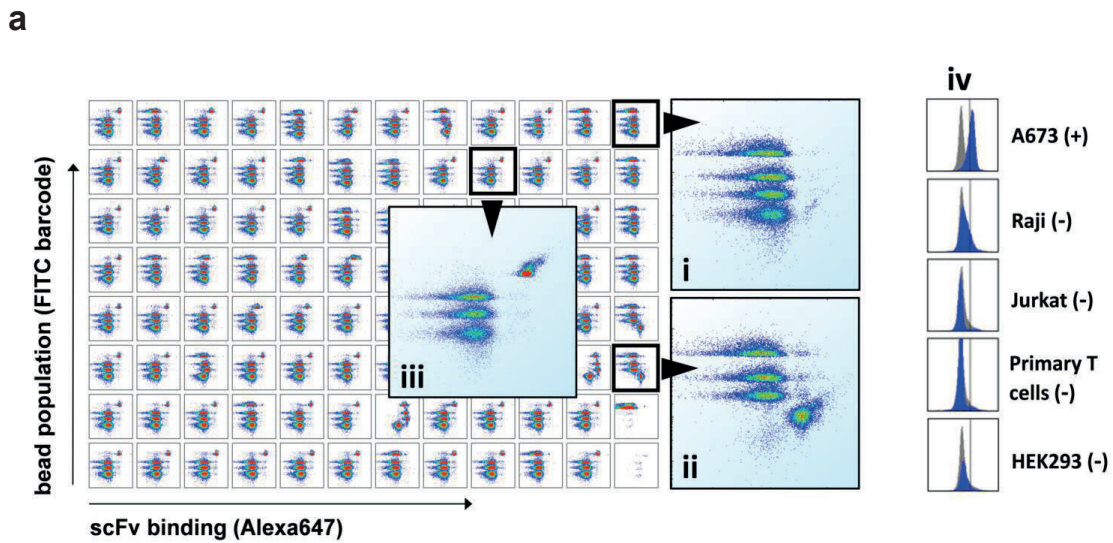 a
bead population (FITC barcode)
scFv binding (Alexa647)
i
ii
iii
iv
A673 (+)
Raji (-)
Jurkat (-)
Primary T
cells (-)
HEK293 (-)